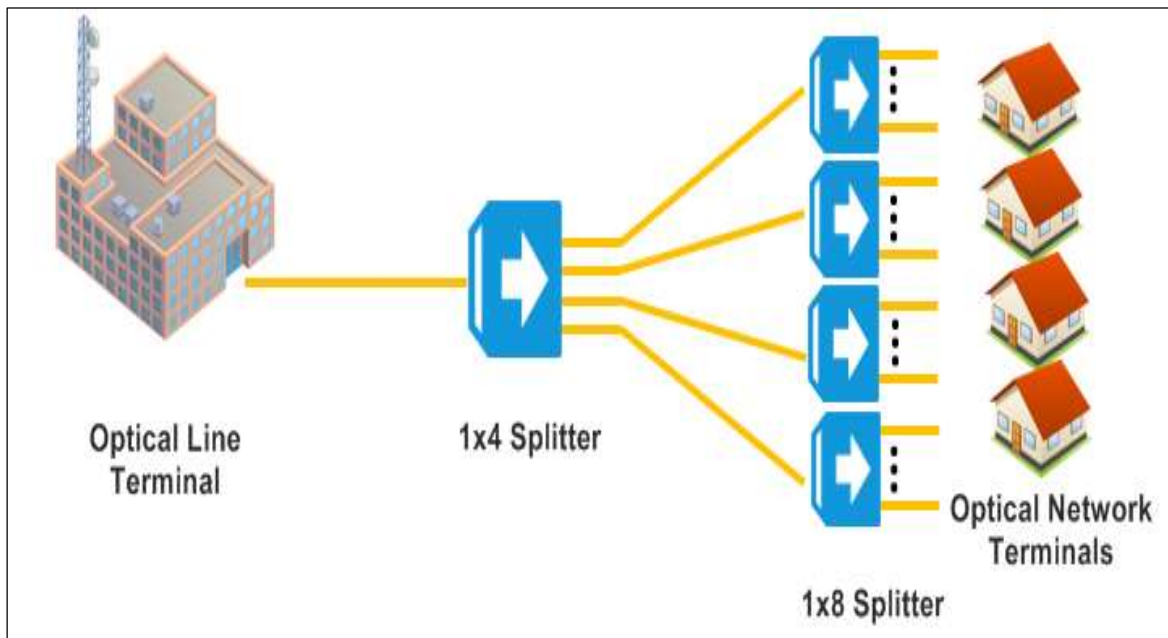 Optical Line
Terminal
1x4 Splitter
Optical Network
Terminals
1x8 Splitter